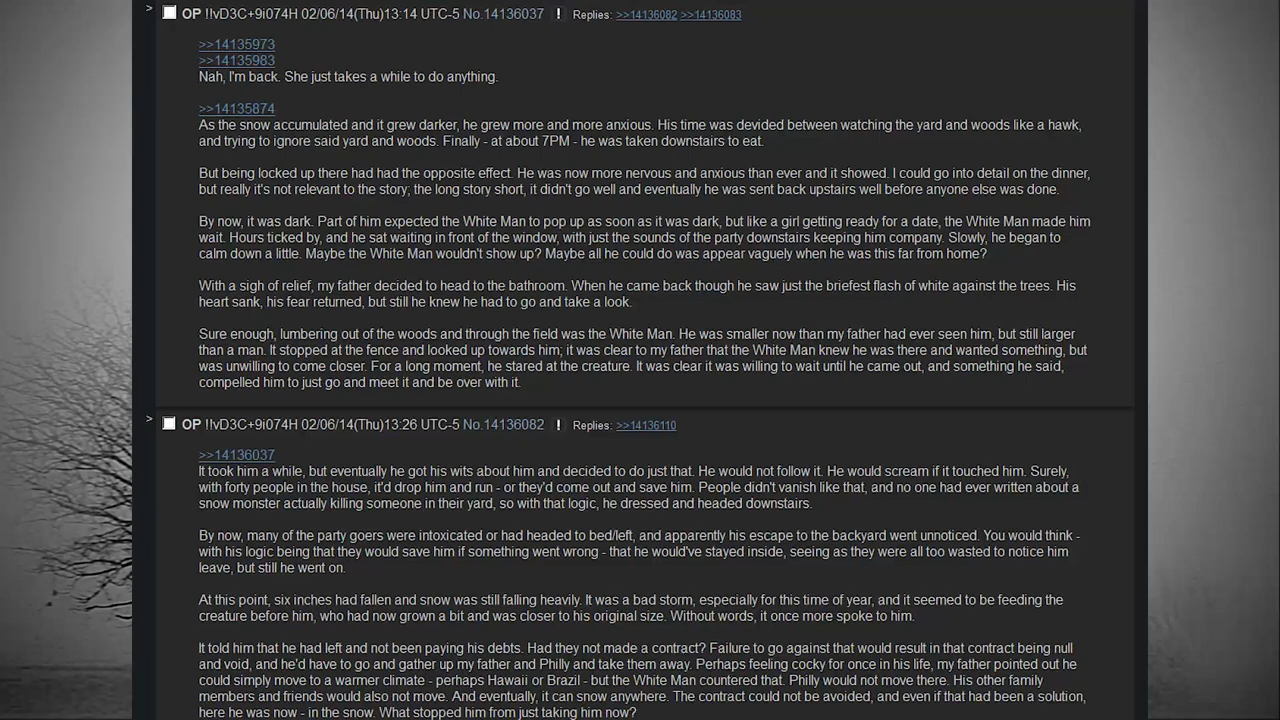 > OP !!vD3C+9i074H 02/06/14(Thu)13:14 UTC-5 No.14136037 ! Replies: >>14136082 >>14136083
>>14135973
>>14135983
Nah, I'm back. She just takes a while to do anything.
>>14135874
As the snow accumulated and it grew darker, he grew more and more anxious. His time was devided between watching the yard and woods like a hawk,
and trying to ignore said yard and woods. Finally - at about 7PM - he was taken downstairs to eat.
But being locked up there had had the opposite effect. He was now more nervous and anxious than ever and it showed. I could go into detail on the dinner,
but really it's not relevant to the story; the long story short, it didn't go well and eventually he was sent back upstairs well before anyone else was done.
By now, it was dark. Part of him expected the White Man to pop up as soon as it was dark, but like a girl getting ready for a date, the White Man made him
wait. Hours ticked by, and he sat waiting in front of the window, with just the sounds of the party downstairs keeping him company. Slowly, he began to
calm down a little. Maybe the White Man wouldn't show up? Maybe all he could do was appear vaguely when he was this far from home?
With a sigh of relief, my father decided to head to the bathroom. When he came back though he saw just the briefest flash of white against the trees. His
heart sank, his fear returned, but still he knew he had to go and take a look.
Sure enough, lumbering out of the woods and through the field was the White Man. He was smaller now than my father had ever seen him, but still larger
than a man. It stopped at the fence and looked up towards him; it was clear to my father that the White Man knew he was there and wanted something, but
was unwilling to come closer. For a long moment, he stared at the creature. It was clear it was willing to wait until he came out, and something he said,
compelled him to just go and meet it and be over with it.
> OP !!vD3C+9i074H 02/06/14(Thu)13:26 UTC-5 No.14136082 ! Replies: >>14136110
>>14136037
It took him a while, but eventually he got his wits about him and decided to do just that. He would not follow it. He would scream if it touched him. Surely,
with forty people in the house, it'd drop him and run - or they'd come out and save him. People didn't vanish like that, and no one had ever written about a
snow monster actually killing someone in their yard, so with that logic, he dressed and headed downstairs.
By now, many of the party goers were intoxicated or had headed to bed/left, and apparently his escape to the backyard went unnoticed. You would think -
with his logic being that they would save him if something went wrong - that he would've stayed inside, seeing as they were all too wasted to notice him
leave, but still he went on.
At this point, six inches had fallen and snow was still falling heavily. It was a bad storm, especially for this time of year, and it seemed to be feeding the
creature before him, who had now grown a bit and was closer to his original size. Without words, it once more spoke to him.
It told him that he had left and not been paying his debts. Had they not made a contract? Failure to go against that would result in that contract being null
and void, and he'd have to go and gather up my father and Philly and take them away. Perhaps feeling cocky for once in his life, my father pointed out he
could simply move to a warmer climate - perhaps Hawaii or Brazil - but the White Man countered that. Philly would not move there. His other family
members and friends would also not move. And eventually, it can snow anywhere. The contract could not be avoided, and even if that had been a solution,
here he was now - in the snow. What stopped him from just taking him now?